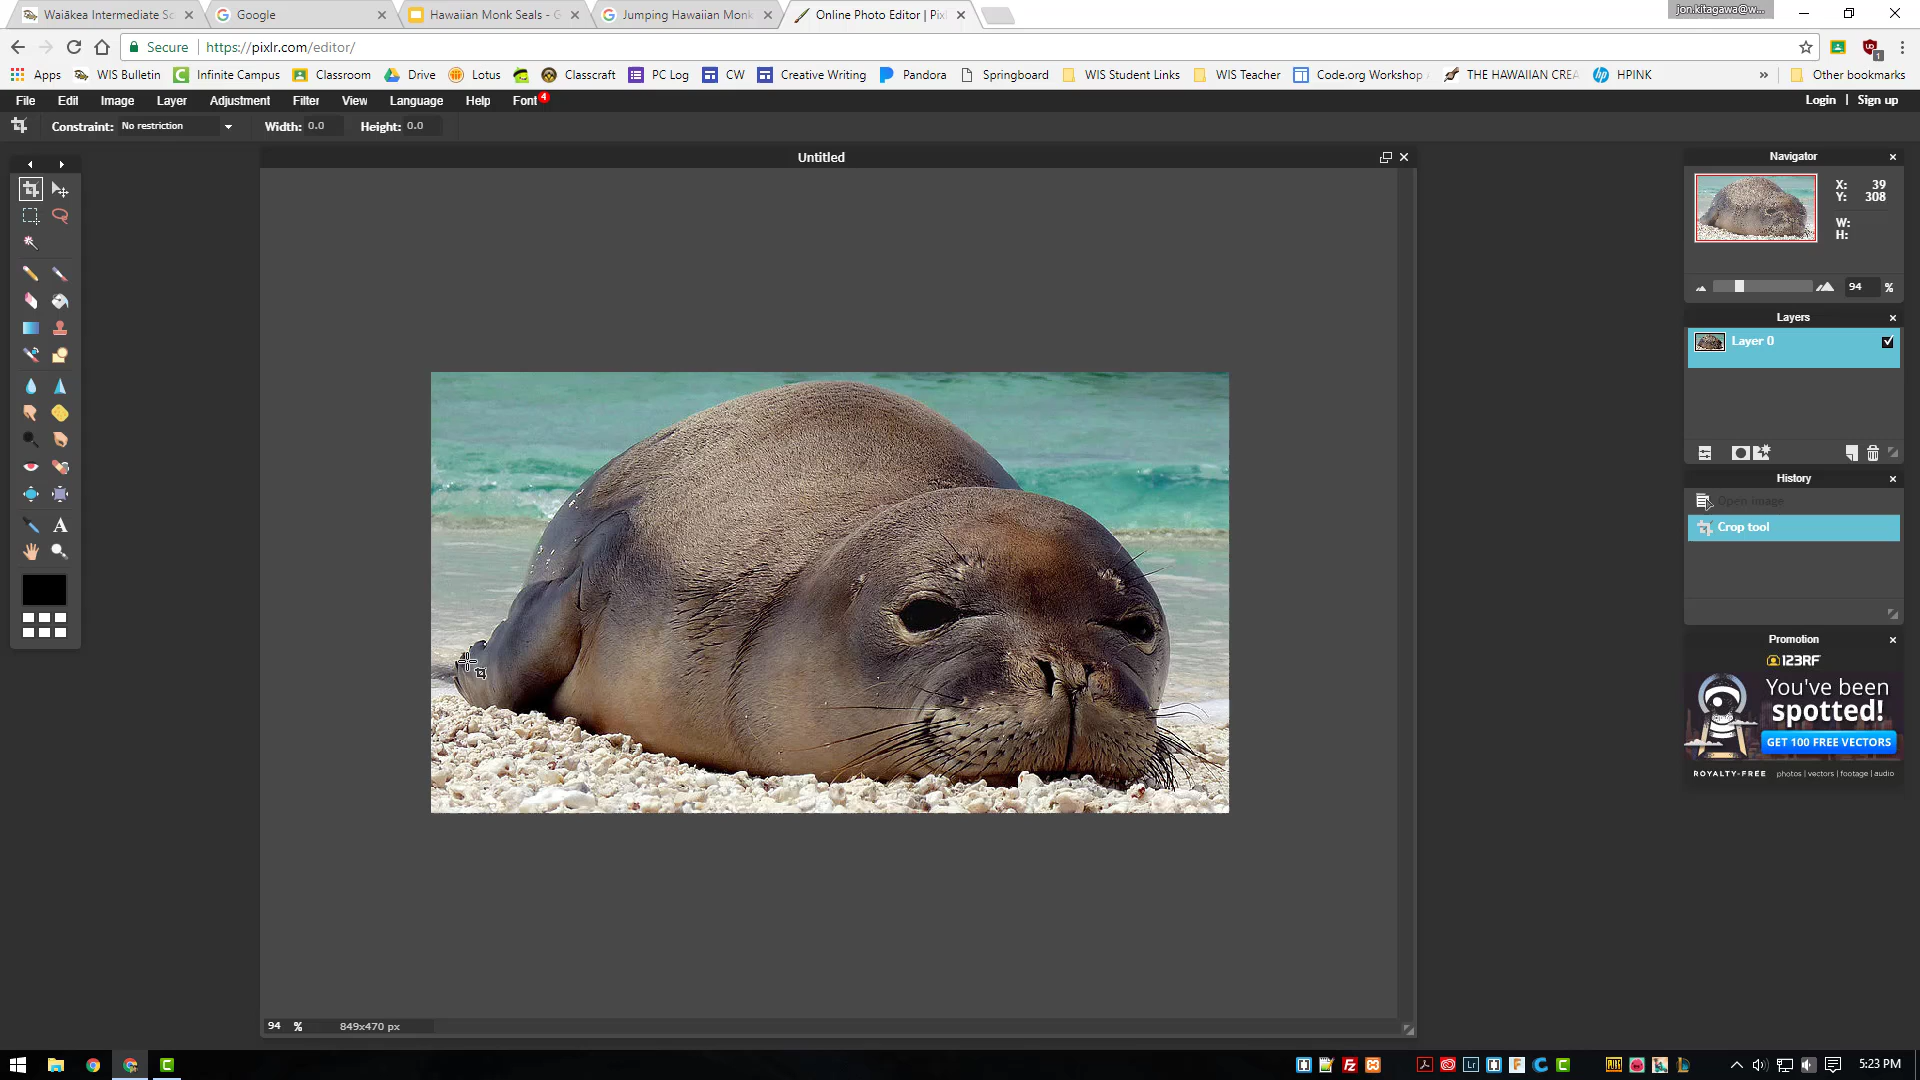 Waiākea Intermediate Sc
Google
Hawaiian Monk Seals - G
Jumping Hawaiian Monk
Online Photo Editor | Pix
jon.kitagawa@w...
Secure
https://pixlr.com/editor/
Apps
WIS Bulletin
Infinite Campus
Classroom
Drive
Lotus
Classcraft
PC Log
CW
Creative Writing
Pandora
Springboard
WIS Student Links
WIS Teacher
Code.org Workshop
THE HAWAIIAN CREA
HPINK
»
Other bookmarks
File
Edit
Image
Layer
Adjustment
Filter
View
Language
Help
Font
4
Login | Sign up
Constraint: No restriction
Width: 0.0
Height: 0.0
Untitled
Navigator
X: 39
Y: 308
W:
H:
94 %
Layers
Layer 0
History
Open image
Crop tool
Promotion
123RF
You've been
spotted!
GET 100 FREE VECTORS
ROYALTY-FREE photos | vectors | footage | audio
94 %
849x470 px
5:23 PM